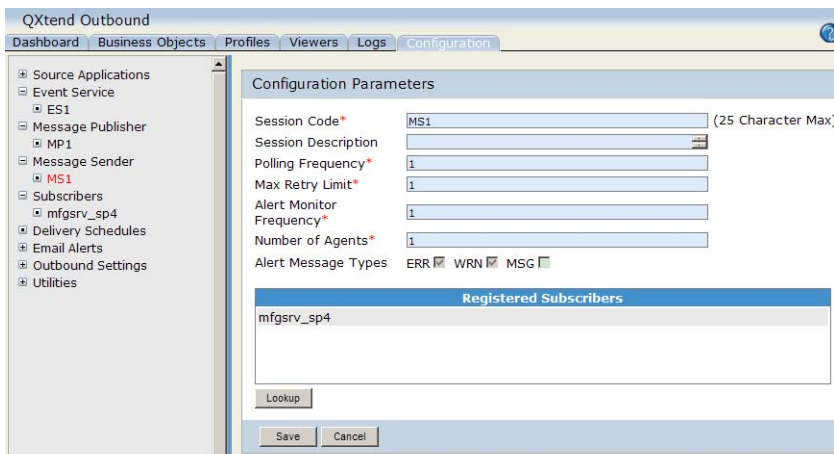 QXtend Outbound
Dashboard Business Objects Profiles Viewers Logs Configuration
Source Applications
Event Service
ES1
Message Publisher
MP1
Message Sender
MS1
Subscribers
mfgsrv_sp4
Delivery Schedules
Email Alerts
Outbound Settings
Utilities
Configuration Parameters
Session Code* MS1 (25 Character Max)
Session Description
Polling Frequency* 1
Max Retry Limit* 1
Alert Monitor
Frequency* 1
Number of Agents* 1
Alert Message Types ERR WRN MSG
Registered Subscribers
mfgsrv_sp4
Lookup
Save Cancel